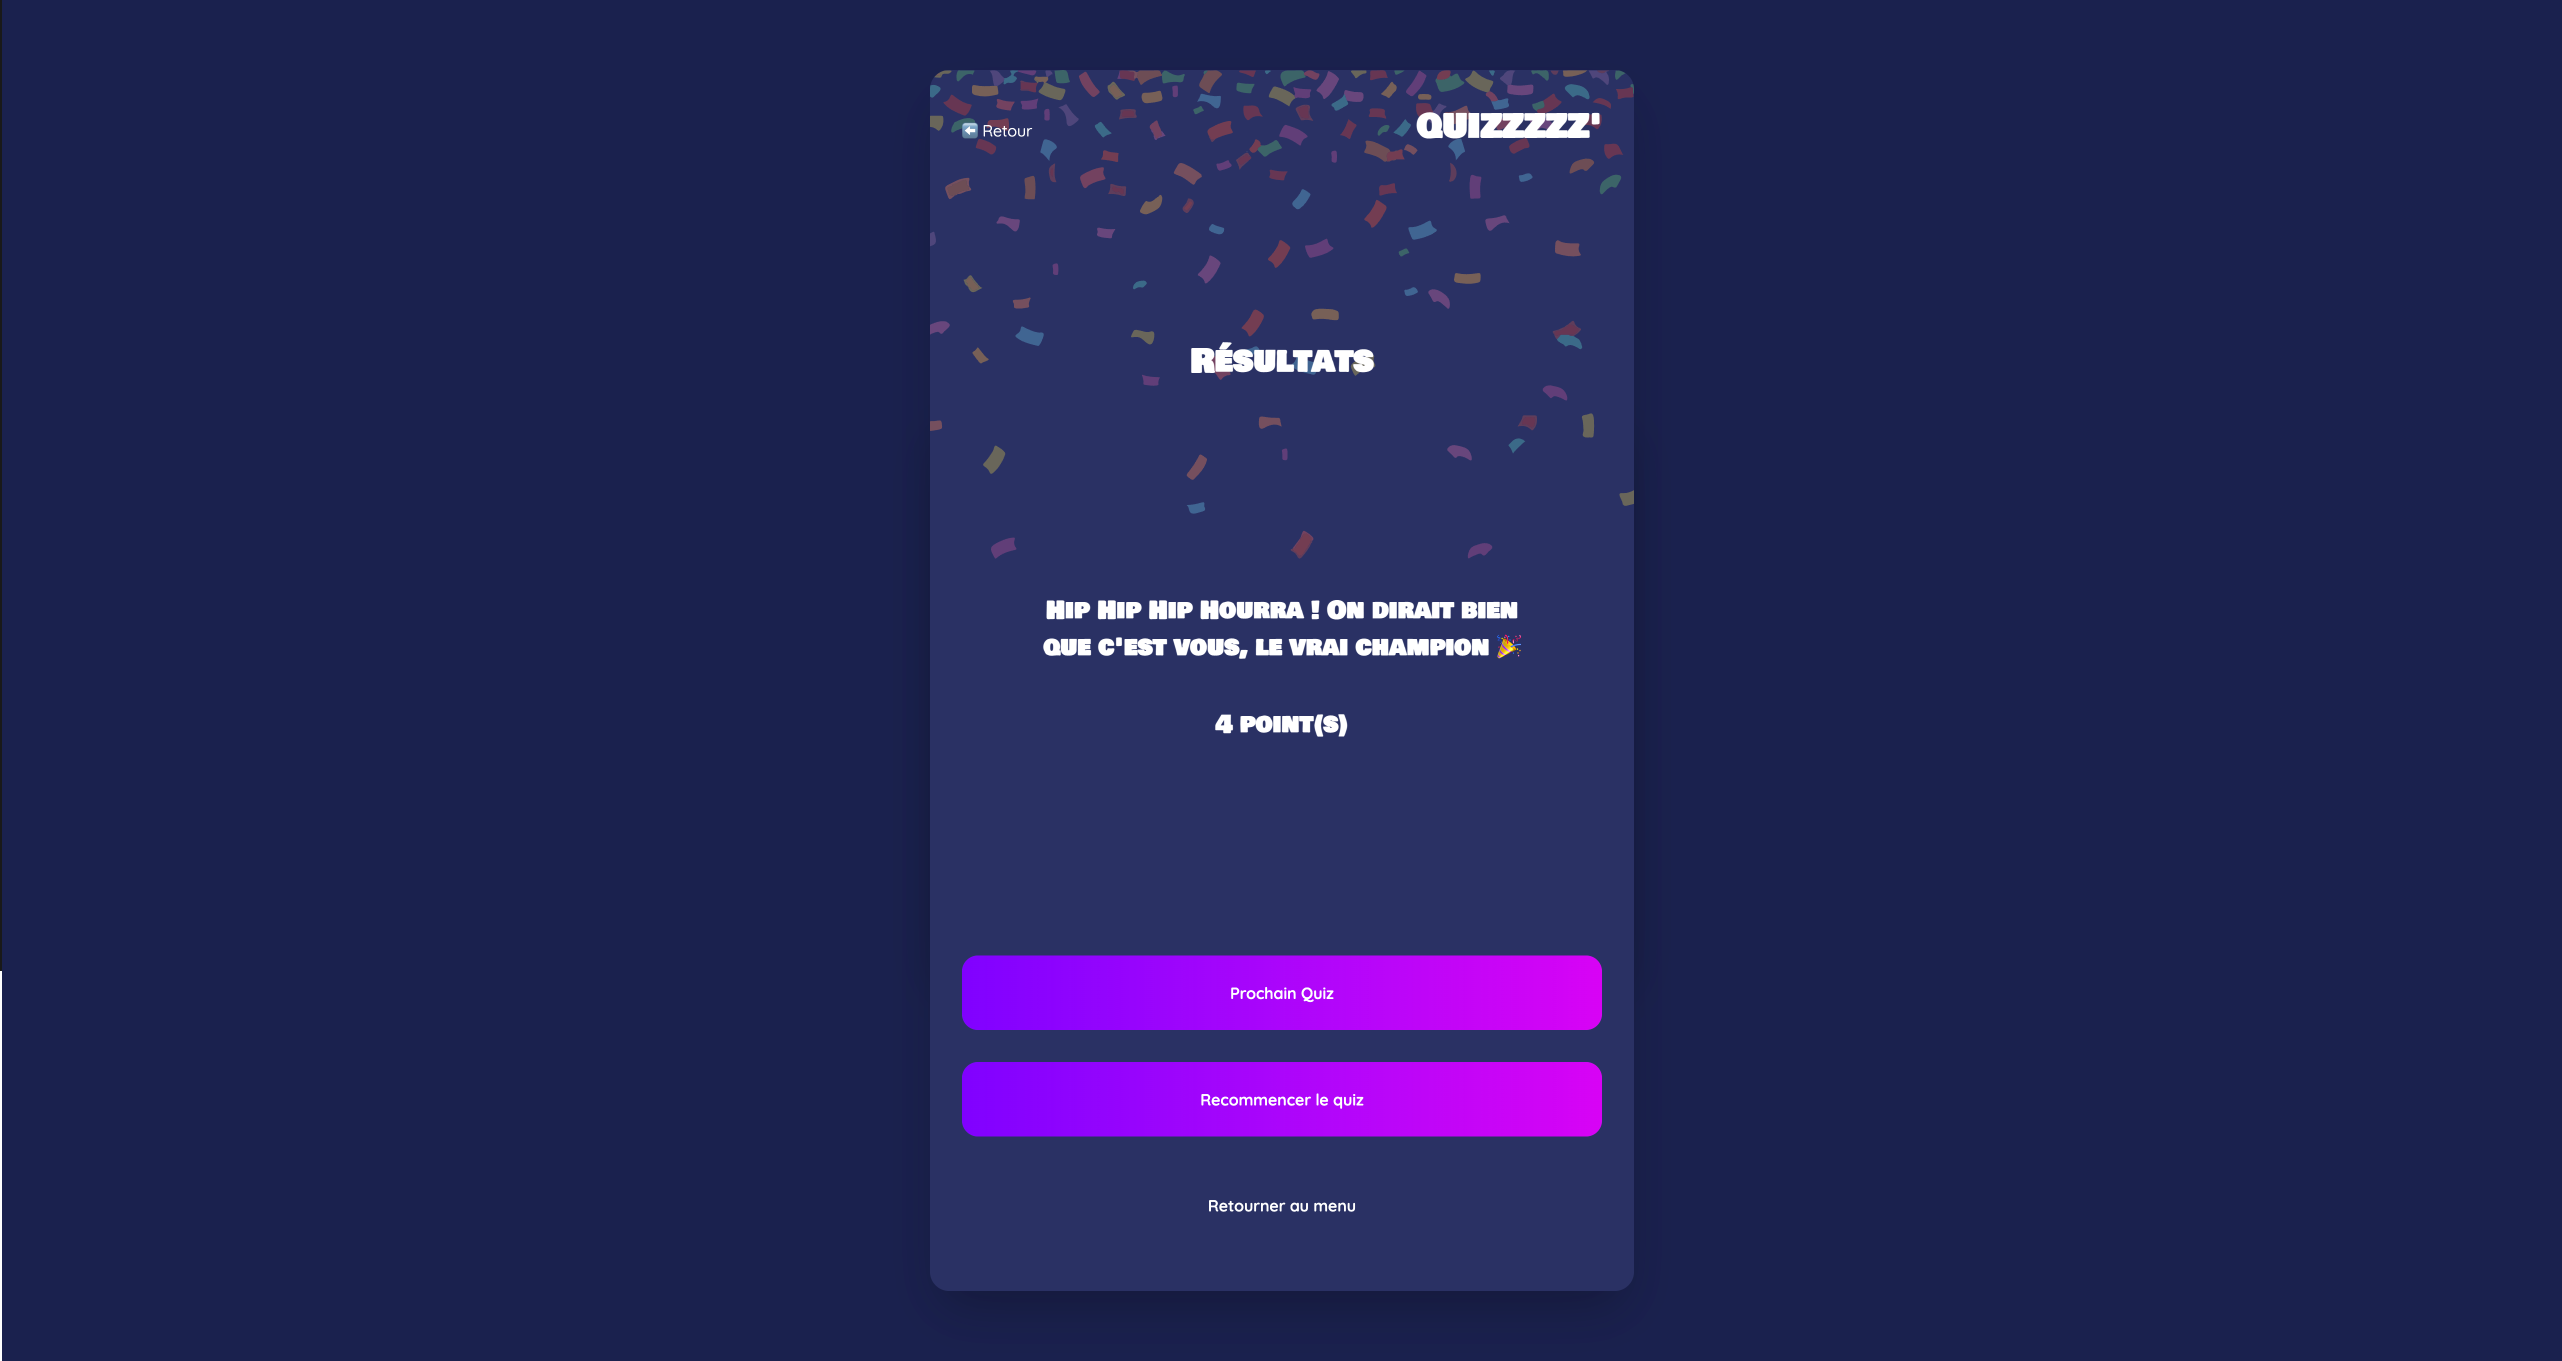 ⬅️ Retour
QUIZZZZZ'
Résultats
Hip Hip Hip Hourra ! On dirait bien
que c'est vous, le vrai champion 🎉
4 point(s)
Prochain Quiz
Recommencer le quiz
Retourner au menu